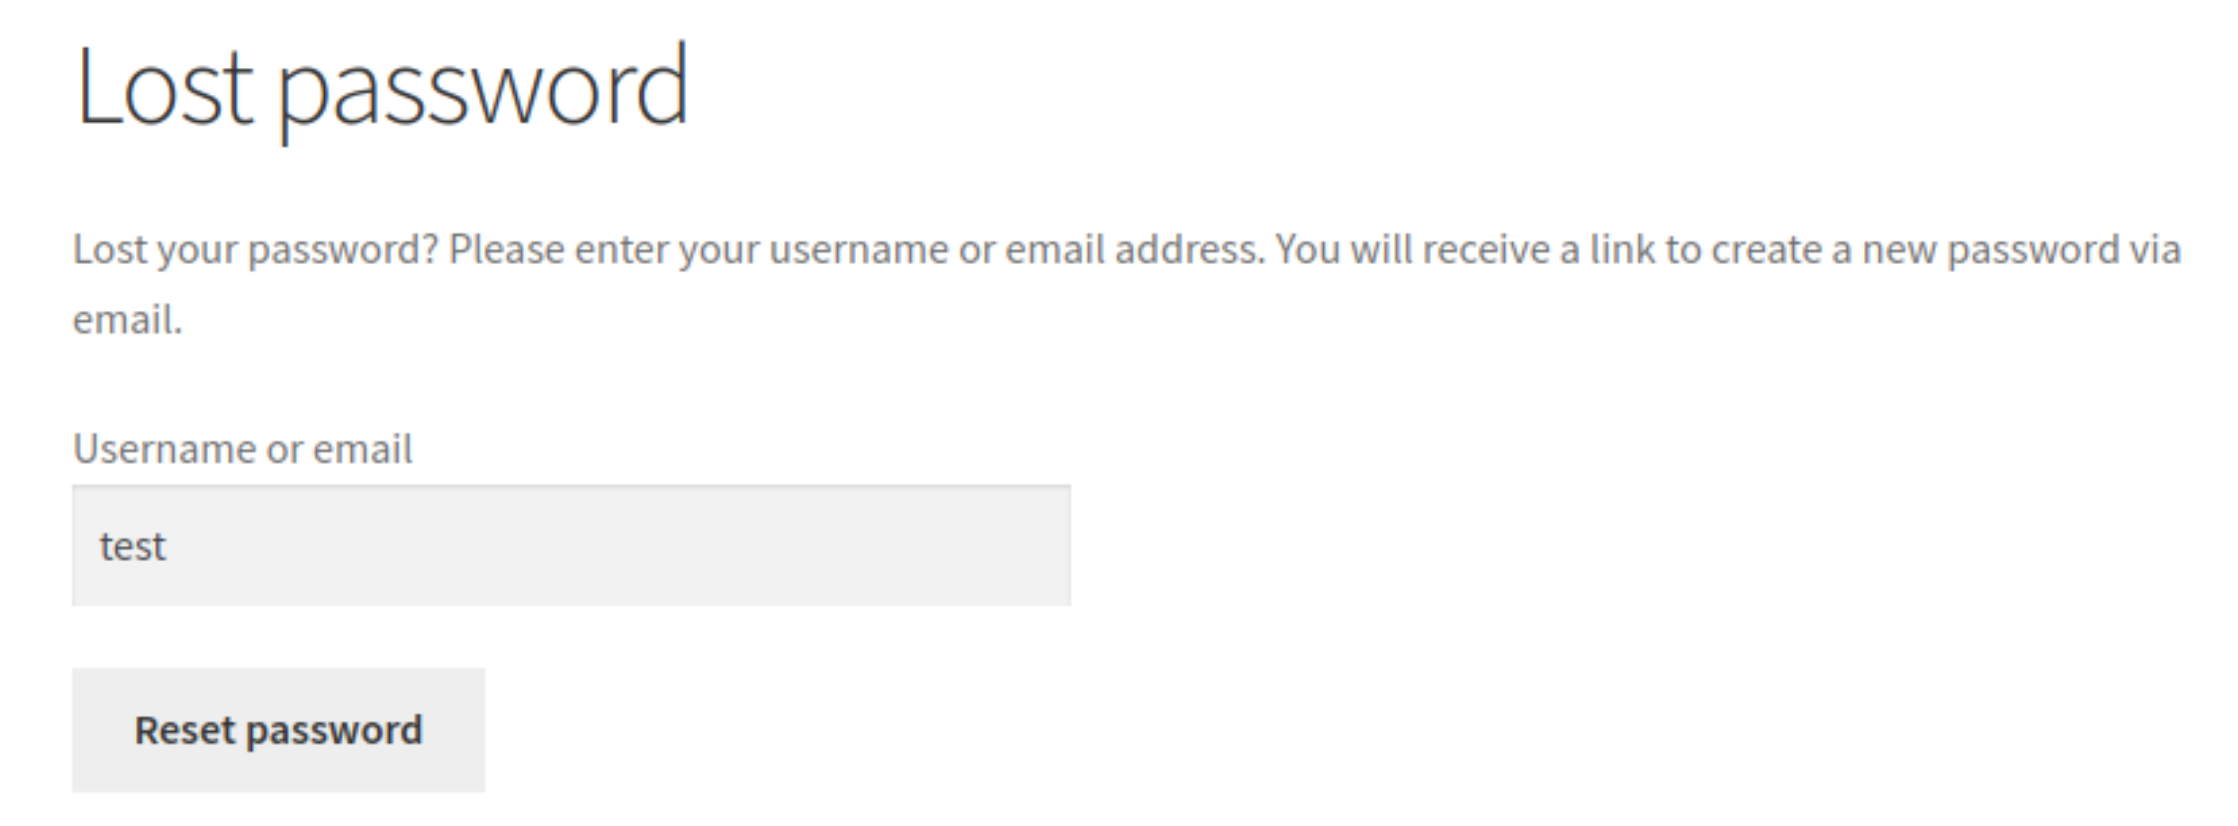 Lost password
Lost your password? Please enter your username or email address. You will receive a link to create a new password via
email.
Username or email
test
Reset password